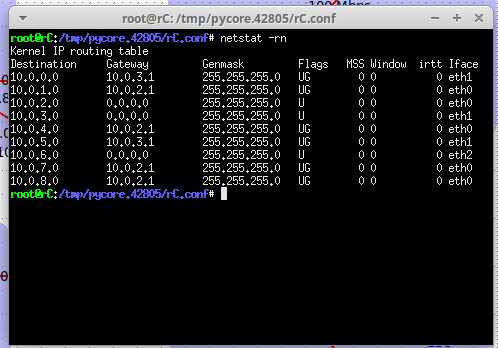 100 Mbps
root@rC: /tmp/pycore.42805/rC.conf
root@rC:/tmp/pycore.42805/rC.conf# netstat -rn
Kernel IP routing table
Destination Gateway Genmask Flags MSS Window irtt Iface
10.0.0.0 10.0.3.1 255.255.255.0 UG 0 0 0 eth1
10.0.1.0 10.0.2.1 255.255.255.0 UG 0 0 0 eth0
10.0.2.0 0.0.0.0 255.255.255.0 U 0 0 0 eth0
10.0.3.0 0.0.0.0 255.255.255.0 U 0 0 0 eth1
10.0.4.0 10.0.2.1 255.255.255.0 UG 0 0 0 eth0
10.0.5.0 10.0.3.1 255.255.255.0 UG 0 0 0 eth1
10.0.6.0 0.0.0.0 255.255.255.0 U 0 0 0 eth2
10.0.7.0 10.0.2.1 255.255.255.0 UG 0 0 0 eth0
10.0.8.0 10.0.2.1 255.255.255.0 UG 0 0 0 eth0
root@rC:/tmp/pycore.42805/rC.conf#